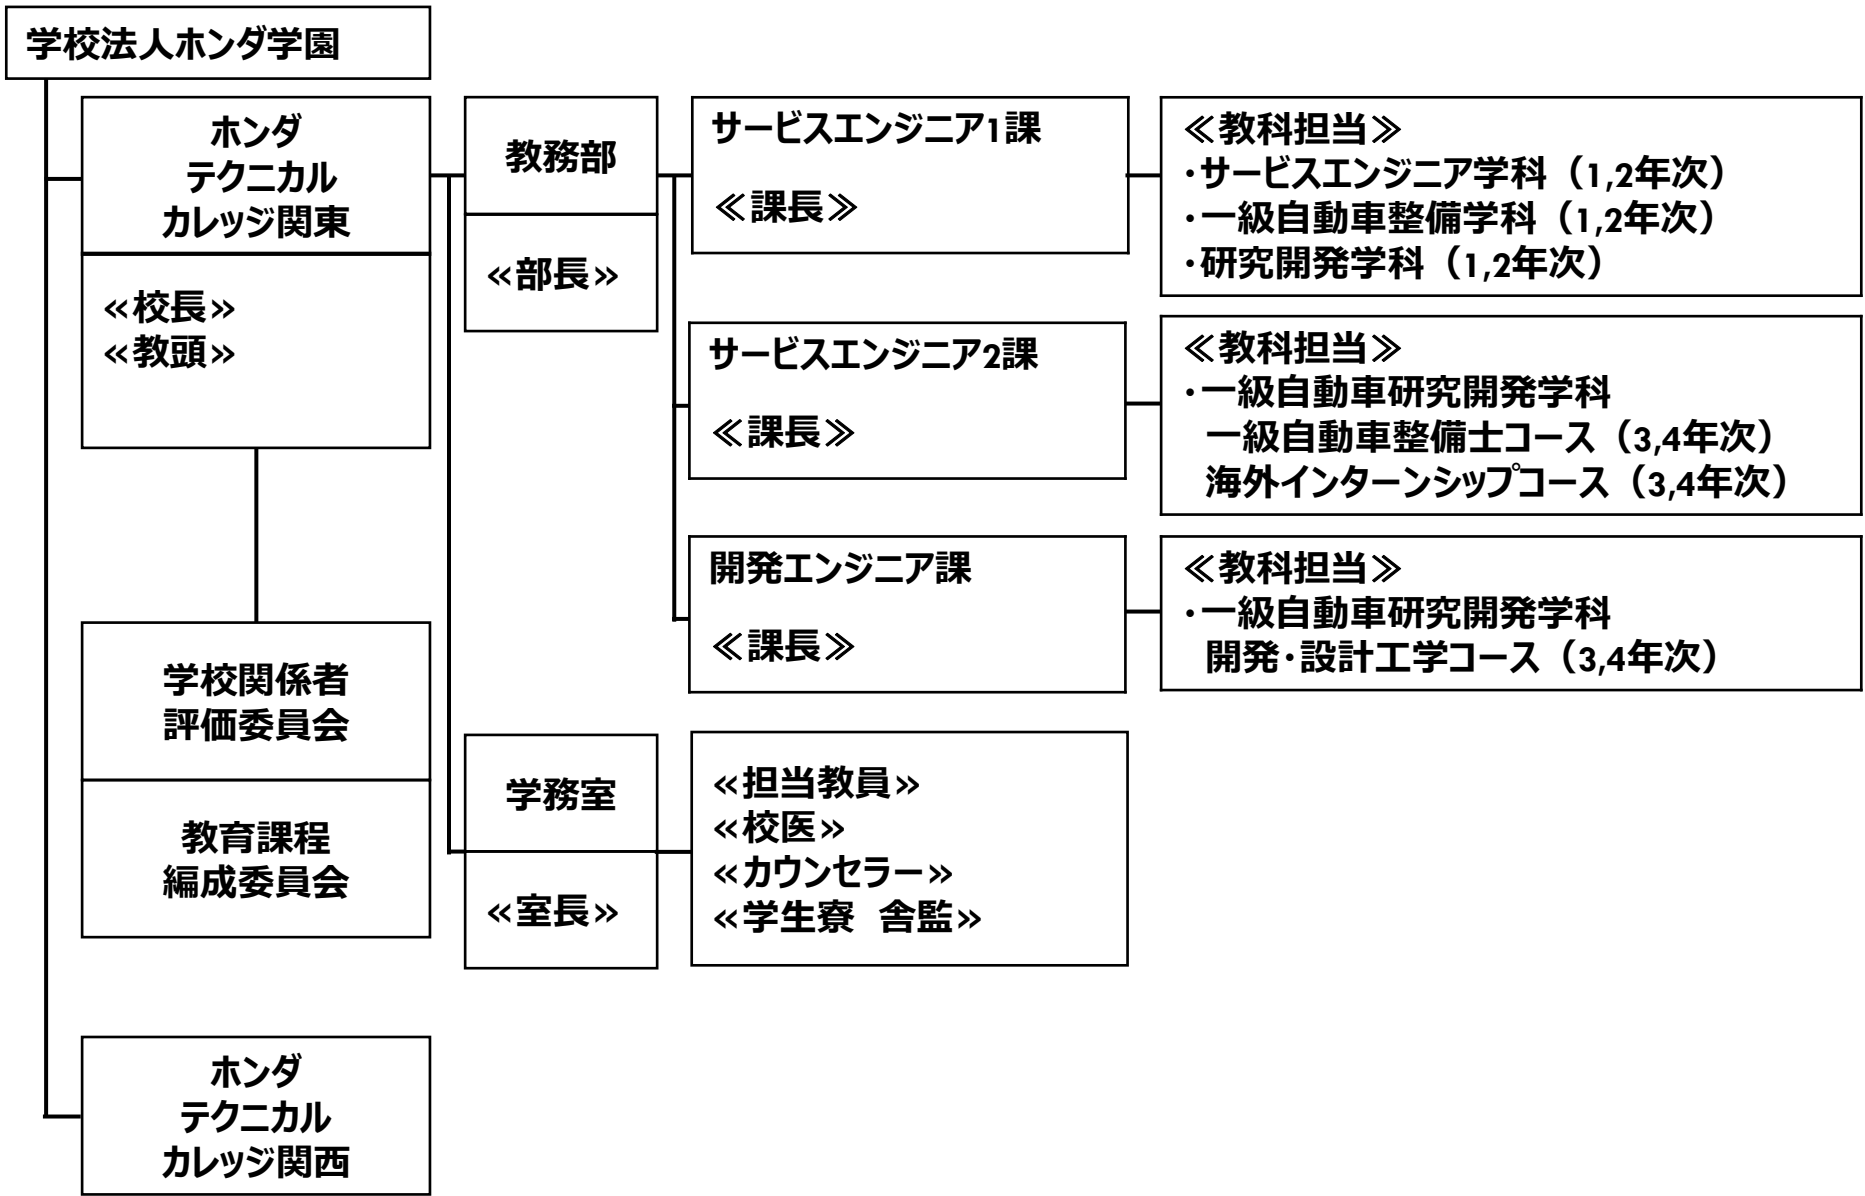 学校法人ホンダ学園
ホンダ
テクニカル
カレッジ関東
≪校長≫
≪教頭≫
教務部
≪部長≫
サービスエンジニア1課
≪課長≫
≪教科担当≫
・サービスエンジニア学科（1,2年次）
・一級自動車整備学科（1,2年次）
・研究開発学科（1,2年次）
サービスエンジニア2課
≪課長≫
≪教科担当≫
・一級自動車研究開発学科
一級自動車整備士コース（3,4年次）
海外インターンシップコース（3,4年次）
開発エンジニア課
≪課長≫
≪教科担当≫
・一級自動車研究開発学科
開発・設計工学コース（3,4年次）
学校関係者
評価委員会
教育課程
編成委員会
学務室
≪室長≫
≪担当教員≫
≪校医≫
≪カウンセラー≫
≪学生寮　舎監≫
ホンダ
テクニカル
カレッジ関西